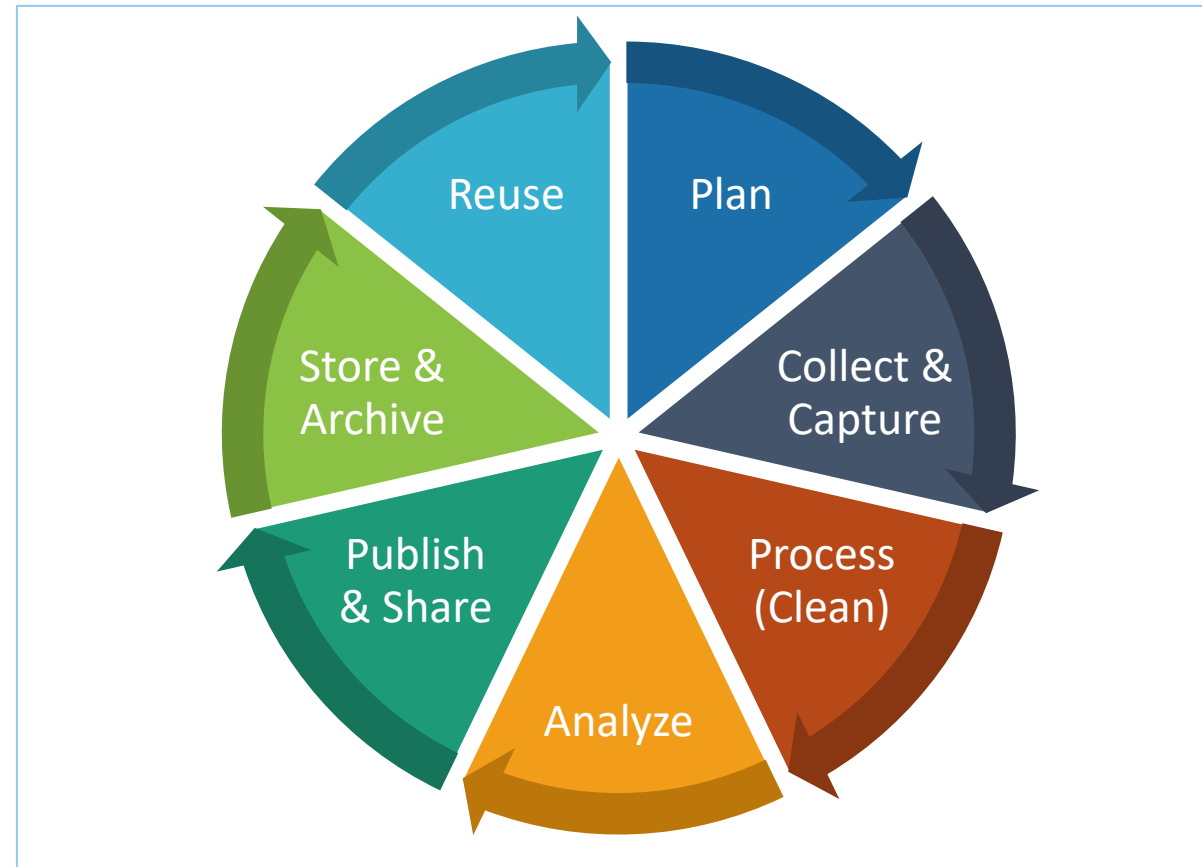 Reuse
Plan
Store &
Archive
Collect &
Capture
Publish
& Share
Process
(Clean)
Analyze